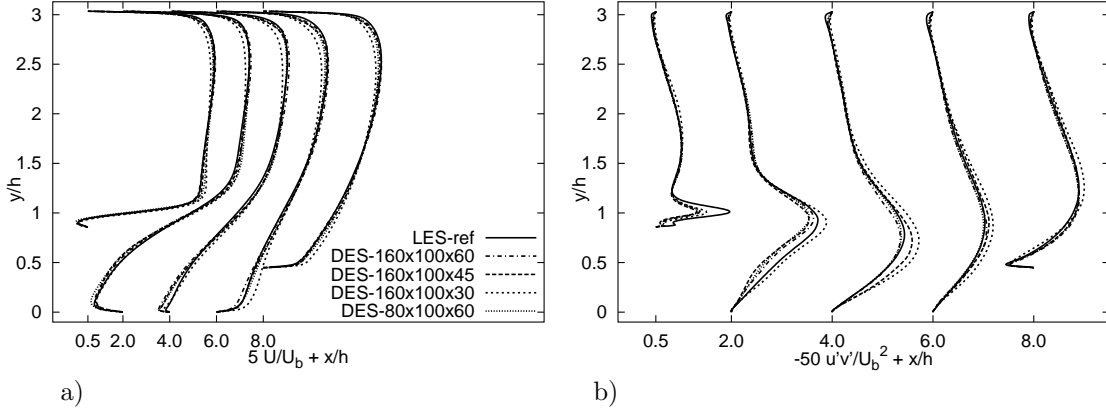 3
2.5
2
1.5
1
0.5
0
y/h
LES-ref
DES-160x100x60
DES-160x100x45
DES-160x100x30
DES-80x100x60
0.5 2.0 4.0 6.0 8.0
5 U/U_b + x/h
a)
3
2.5
2
1.5
1
0.5
0
y/h
0.5 2.0 4.0 6.0 8.0
-50 u'v'/U_b^2 + x/h
b)